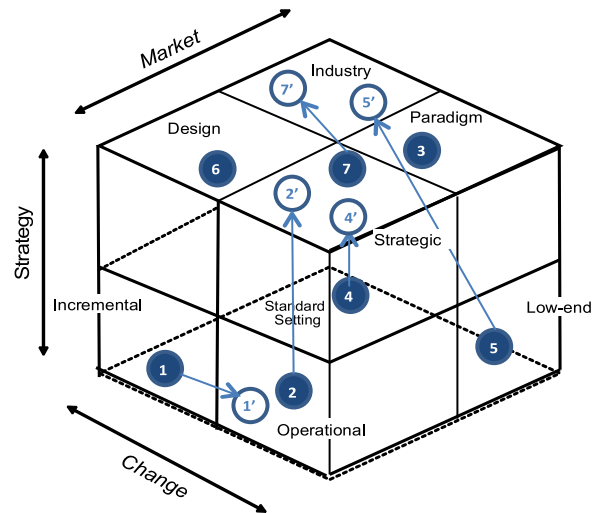 Market
Industry
7’
5’
Design
Paradigm
6
7
3
2’
4’
Strategic
Strategy
Incremental
Standard
Setting
4
Low-end
5
1
2
1’
Operational
Change